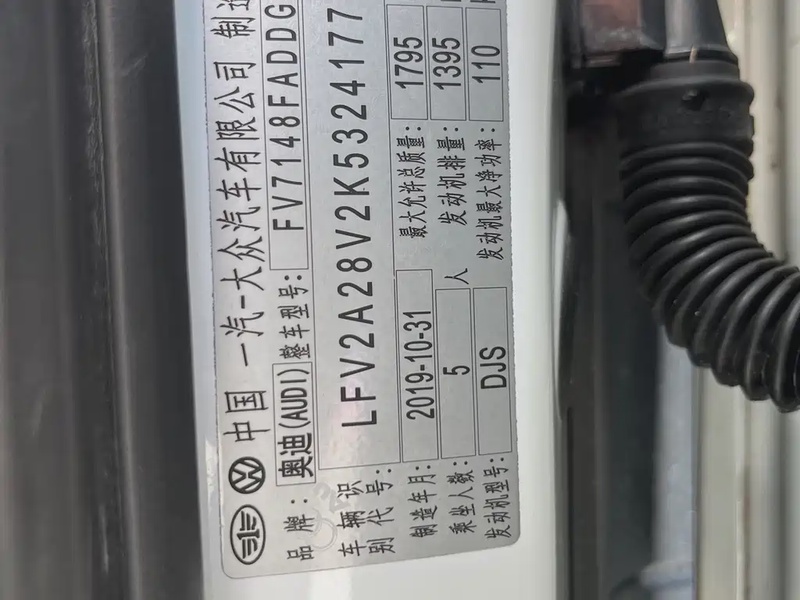 中国 一汽-大众汽车有限公司 制造
品牌: 奥迪(AUDI) 整车型号: FV7148FADDG
车辆识别代号: LFV2A28V2K5324177
制造年月: 2019-10-31 最大允许总质量: 1795
乘坐人数: 5 人 发动机排量: 1395
发动机型号: DJS 发动机最大净功率: 110